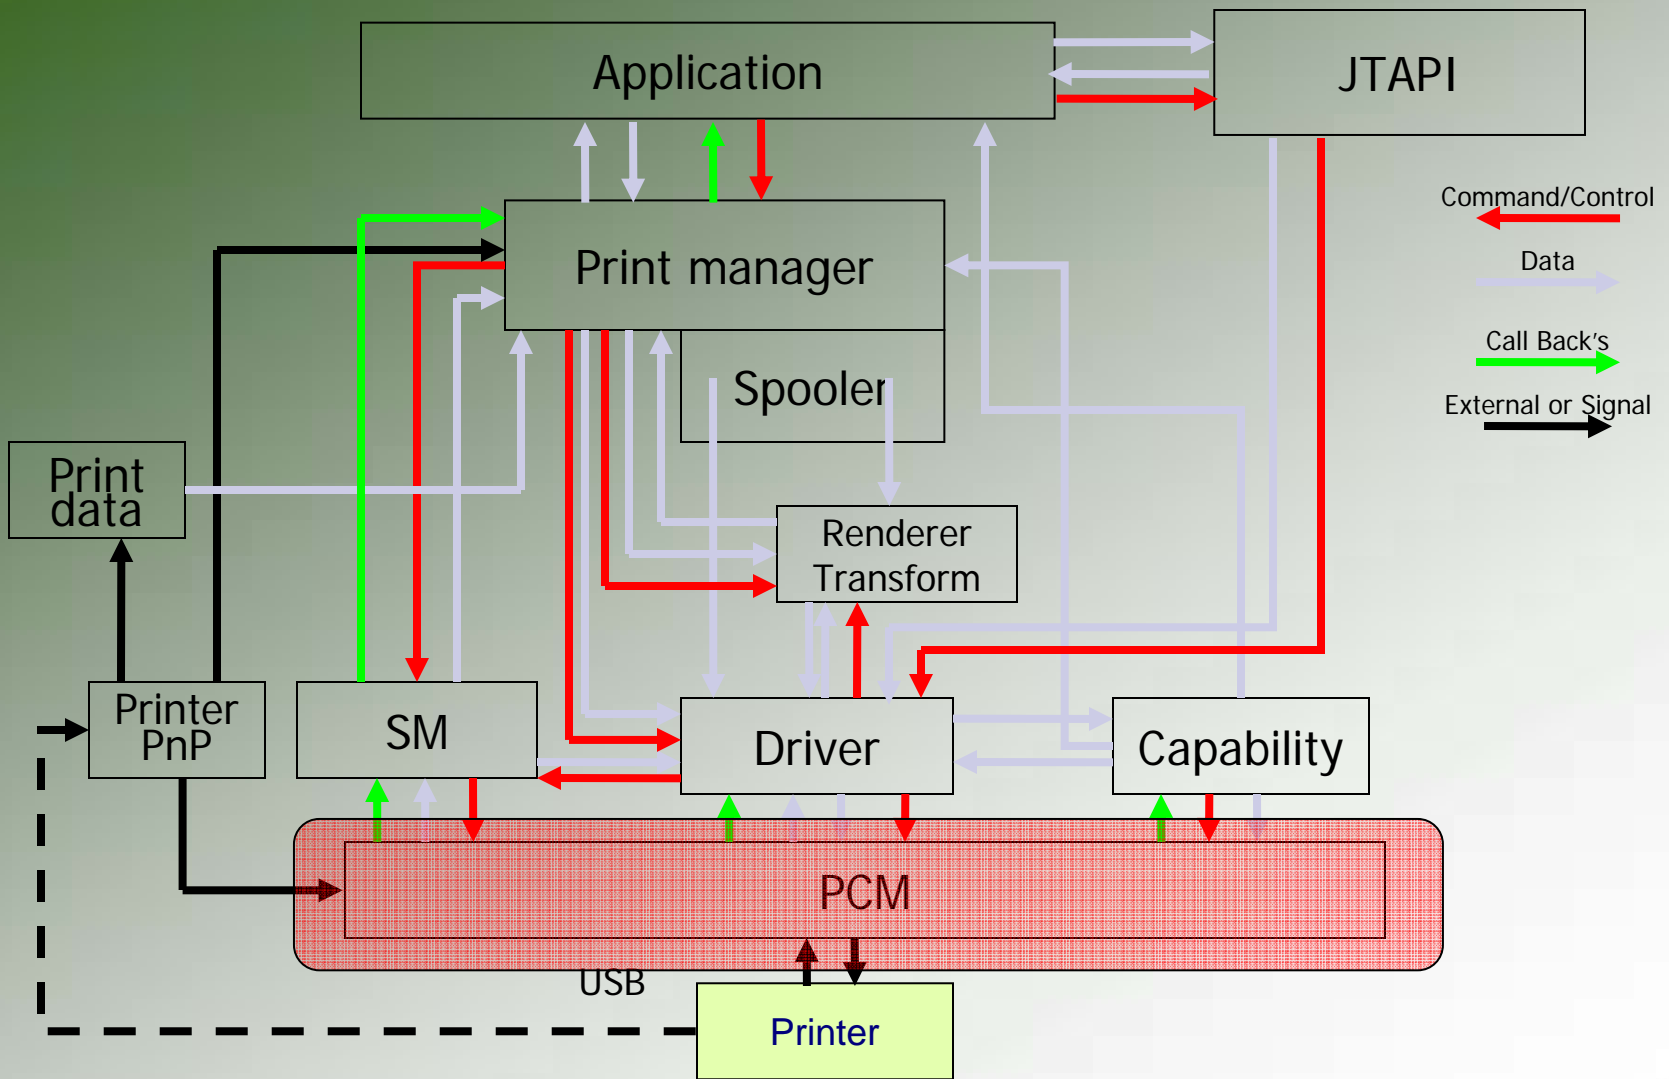 Application
JTAPI
Command/Control
Data
Call Back's
External or Signal
Print manager
Spooler
Print
data
Renderer
Transform
Printer
PnP
SM
Driver
Capability
PCM
USB
Printer